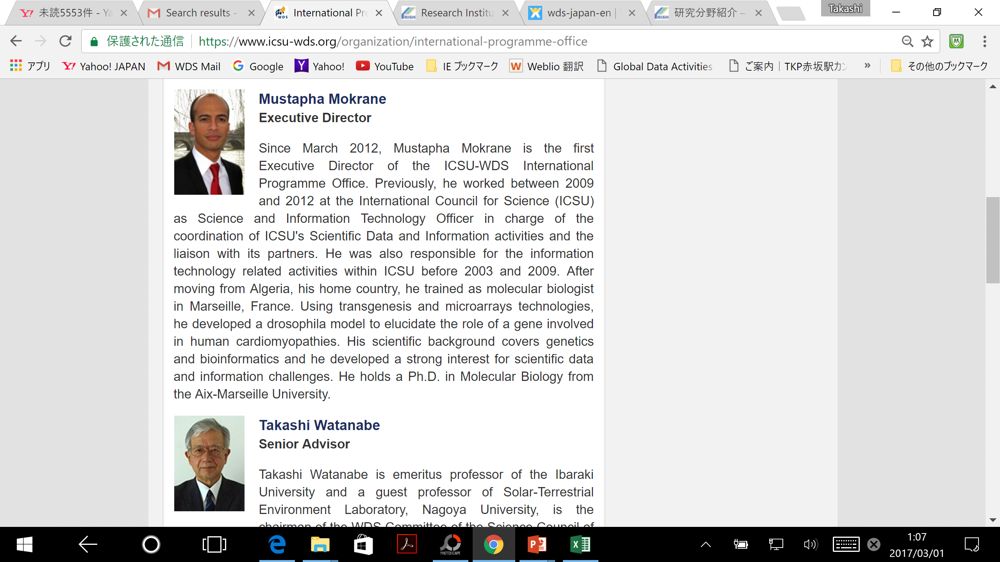 未読5553件 - Ya
Search results -
International Pro
Research Institu
wds-japan-en |
研究分野紹介 –
Takashi
保護された通信
https://www.icsu-wds.org/organization/international-programme-office
アプリ
Yahoo! JAPAN
WDS Mail
Google
Yahoo!
YouTube
IE ブックマーク
Weblio 翻訳
Global Data Activities
ご案内 | TKP赤坂駅カン
»
その他のブックマーク
Mustapha Mokrane
Executive Director
Since March 2012, Mustapha Mokrane is the first
Executive Director of the ICSU-WDS International
Programme Office. Previously, he worked between 2009
and 2012 at the International Council for Science (ICSU)
as Science and Information Technology Officer in charge of the
coordination of ICSU's Scientific Data and Information activities and the
liaison with its partners. He was also responsible for the information
technology related activities within ICSU before 2003 and 2009. After
moving from Algeria, his home country, he trained as molecular biologist
in Marseille, France. Using transgenesis and microarrays technologies,
he developed a drosophila model to elucidate the role of a gene involved
in human cardiomyopathies. His scientific background covers genetics
and bioinformatics and he developed a strong interest for scientific data
and information challenges. He holds a Ph.D. in Molecular Biology from
the Aix-Marseille University.
Takashi Watanabe
Senior Advisor
Takashi Watanabe is emeritus professor of the Ibaraki
University and a guest professor of Solar-Terrestrial
Environment Laboratory, Nagoya University, is the
chairman of the WDS Committee of the Science Council of
PHOTOSCAPE
1:07
2017/03/01